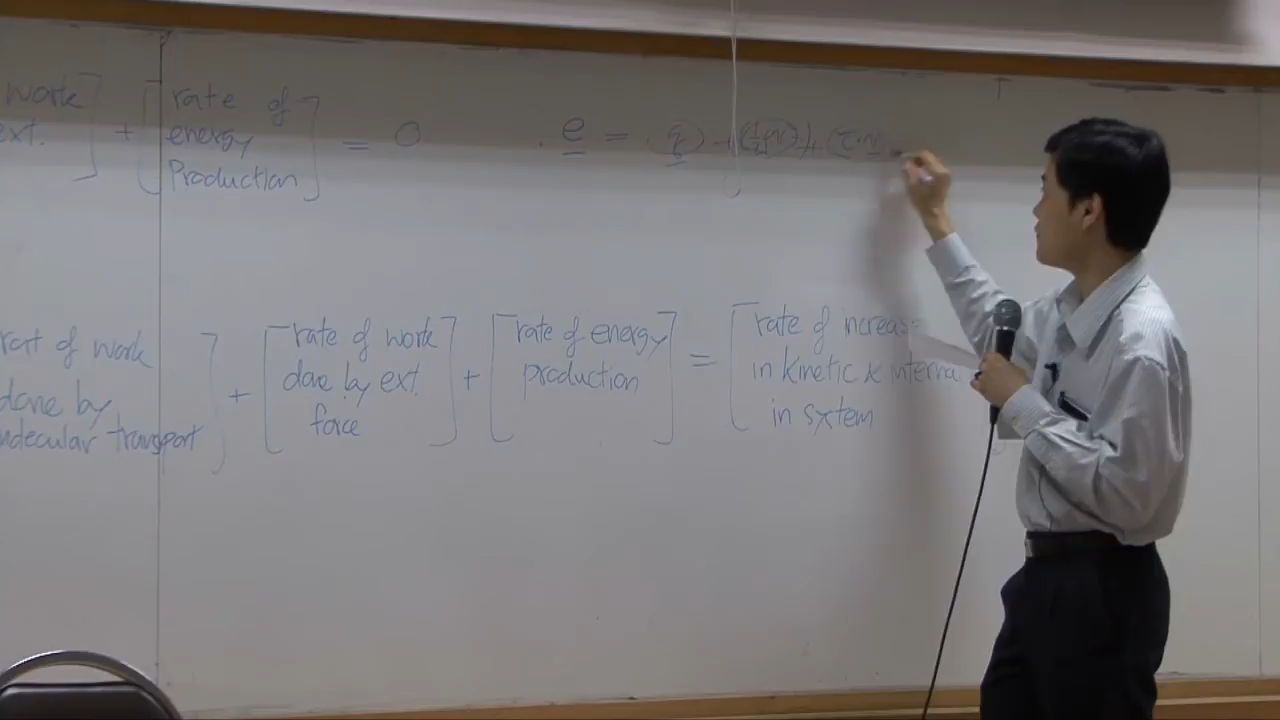 work
ext.
+
rate of
energy
Production
= 0
e =
rat of work
done by
molecular transport
+
rate of work
done by ext.
force
+
rate of energy
production
=
rate of increas
in kinetic & interna
in system